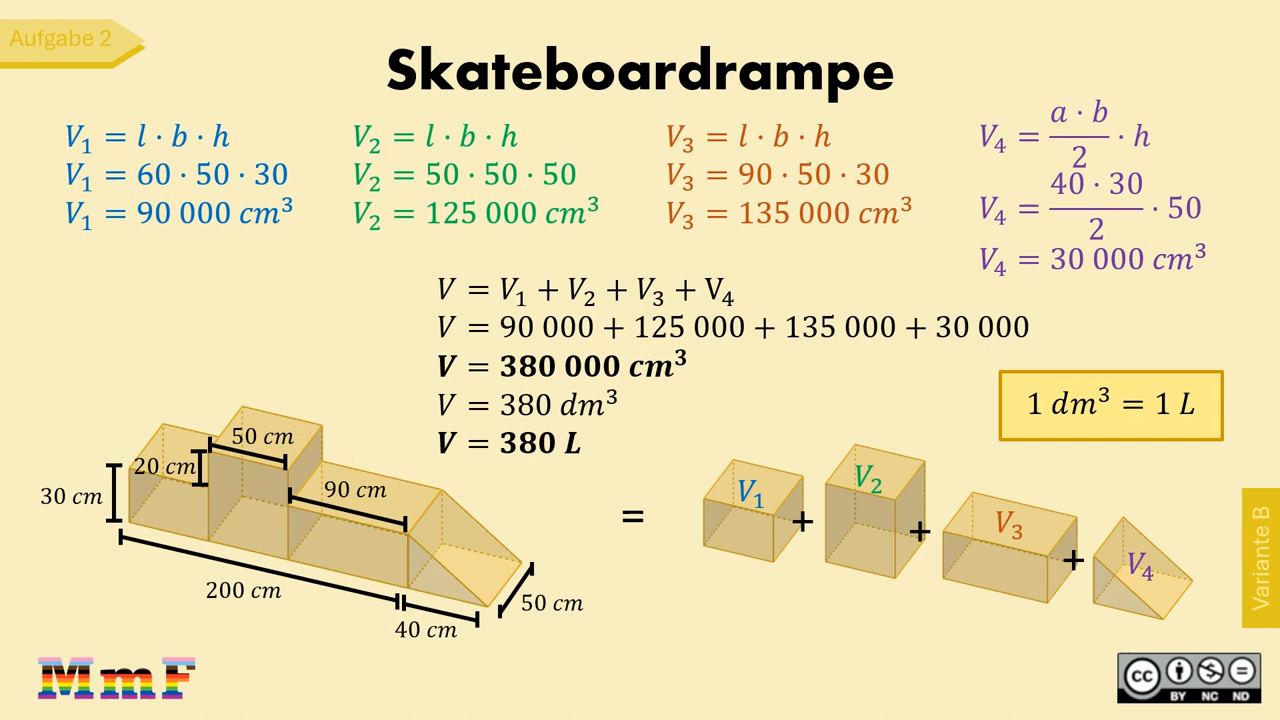 Aufgabe 2
Skateboardrampe
V₁ = l · b · h
V₁ = 60 · 50 · 30
V₁ = 90 000 cm³
V₂ = l · b · h
V₂ = 50 · 50 · 50
V₂ = 125 000 cm³
V₃ = l · b · h
V₃ = 90 · 50 · 30
V₃ = 135 000 cm³
V₄ = (a · b)/2 · h
V₄ = (40 · 30)/2 · 50
V₄ = 30 000 cm³
V = V₁ + V₂ + V₃ + V₄
V = 90 000 + 125 000 + 135 000 + 30 000
V = 380 000 cm³
V = 380 dm³
V = 380 L
1 dm³ = 1 L
50 cm
20 cm
30 cm
90 cm
200 cm
40 cm
50 cm
=
V₁ + V₂ + V₃ + V₄
Variante B
MmF
cc
BY NC ND